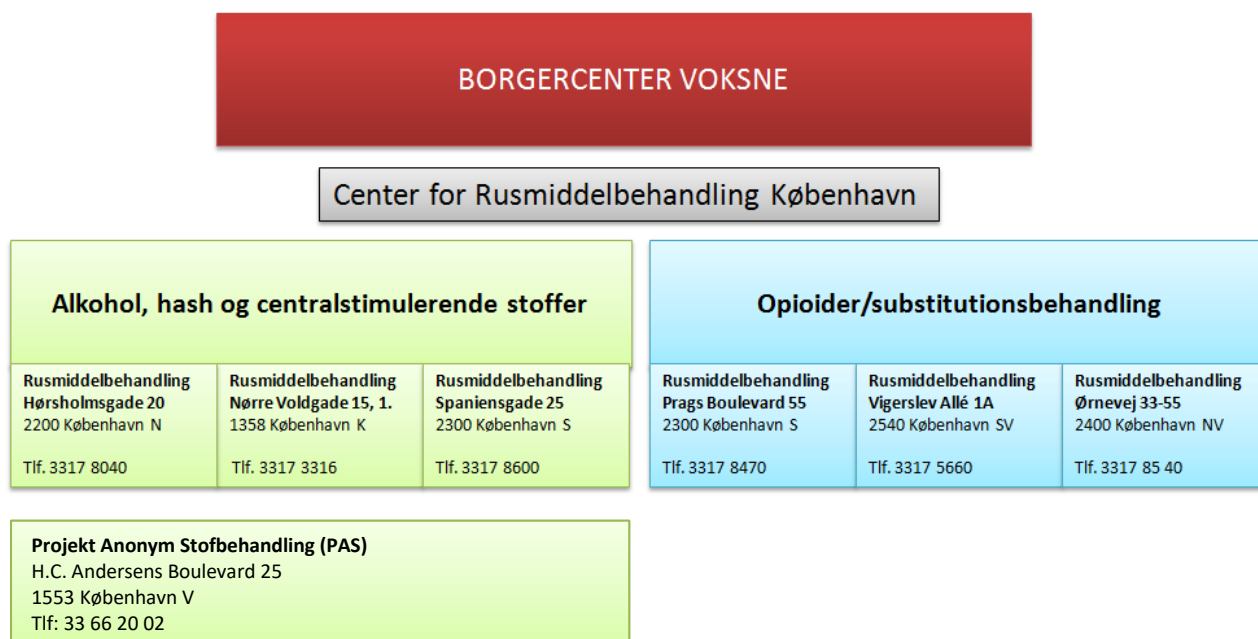 BORGERCENTER VOKSNE
Center for Rusmiddelbehandling København
Alkohol, hash og centralstimulerende stoffer
Rusmiddelbehandling
Hørsholmsgade 20
2200 København N
Tlf. 3317 8040
Rusmiddelbehandling
Nørre Voldgade 15, 1.
1358 København K
Tlf. 3317 3316
Rusmiddelbehandling
Spaniensgade 25
2300 København S
Tlf. 3317 8600
Opioider/substitutionsbehandling
Rusmiddelbehandling
Prags Boulevard 55
2300 København S
Tlf. 3317 8470
Rusmiddelbehandling
Vigerslev Allé 1A
2540 København SV
Tlf. 3317 5660
Rusmiddelbehandling
Ørnevej 33-55
2400 København NV
Tlf. 3317 85 40
Projekt Anonym Stofbehandling (PAS)
H.C. Andersens Boulevard 25
1553 København V
Tlf: 33 66 20 02